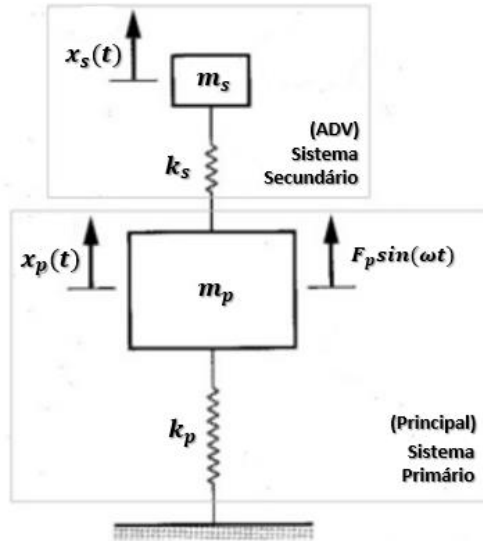 x_s(t)
m_s
(ADV)
Sistema
Secundário
k_s
x_p(t)
F_p sin(ωt)
m_p
k_p
(Principal)
Sistema
Primário